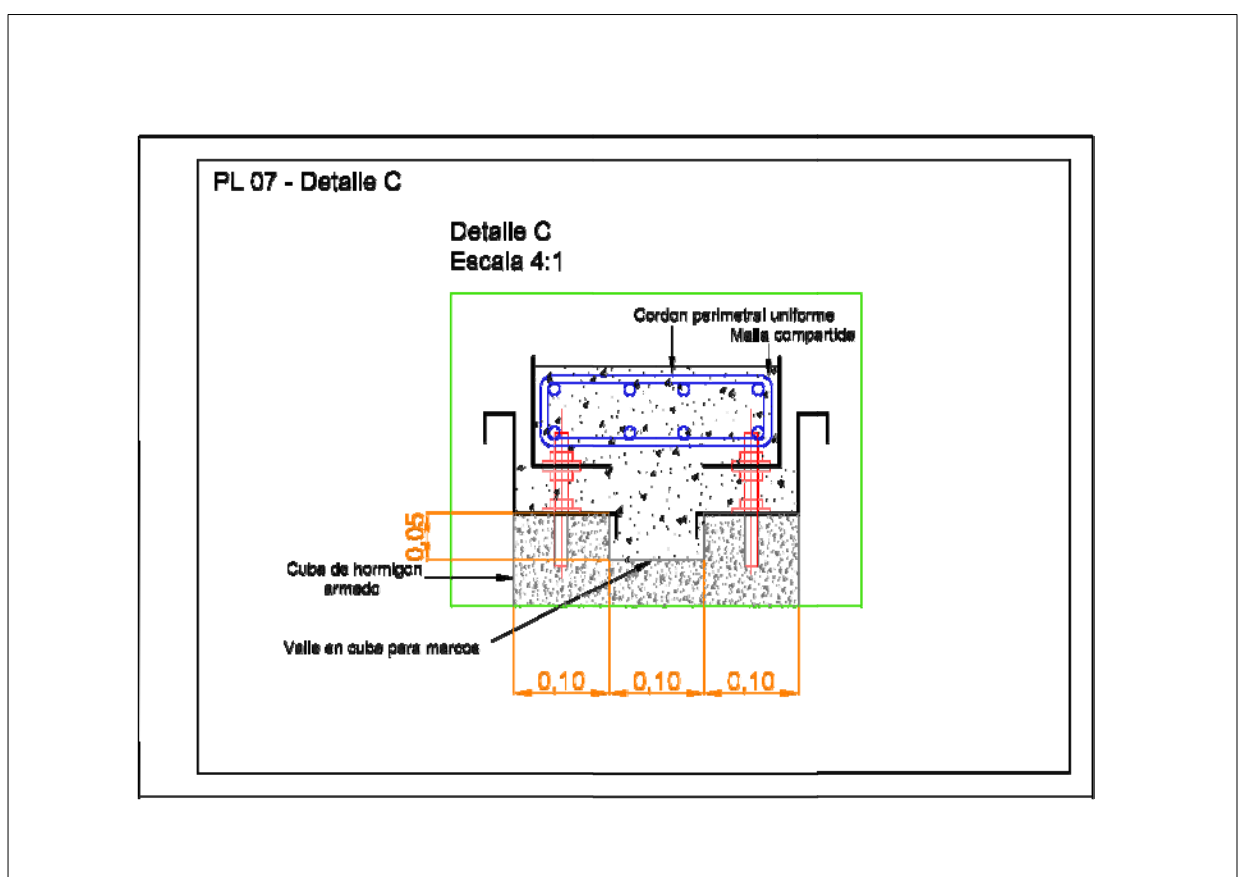 PL 07 - Detalle C
Detalle C
Escala 4:1
Cordon perimetral uniforme
Malla compartida
0,05
Cuba de hormigon
armado
Valle en cuba para marcos
0,10
0,10
0,10